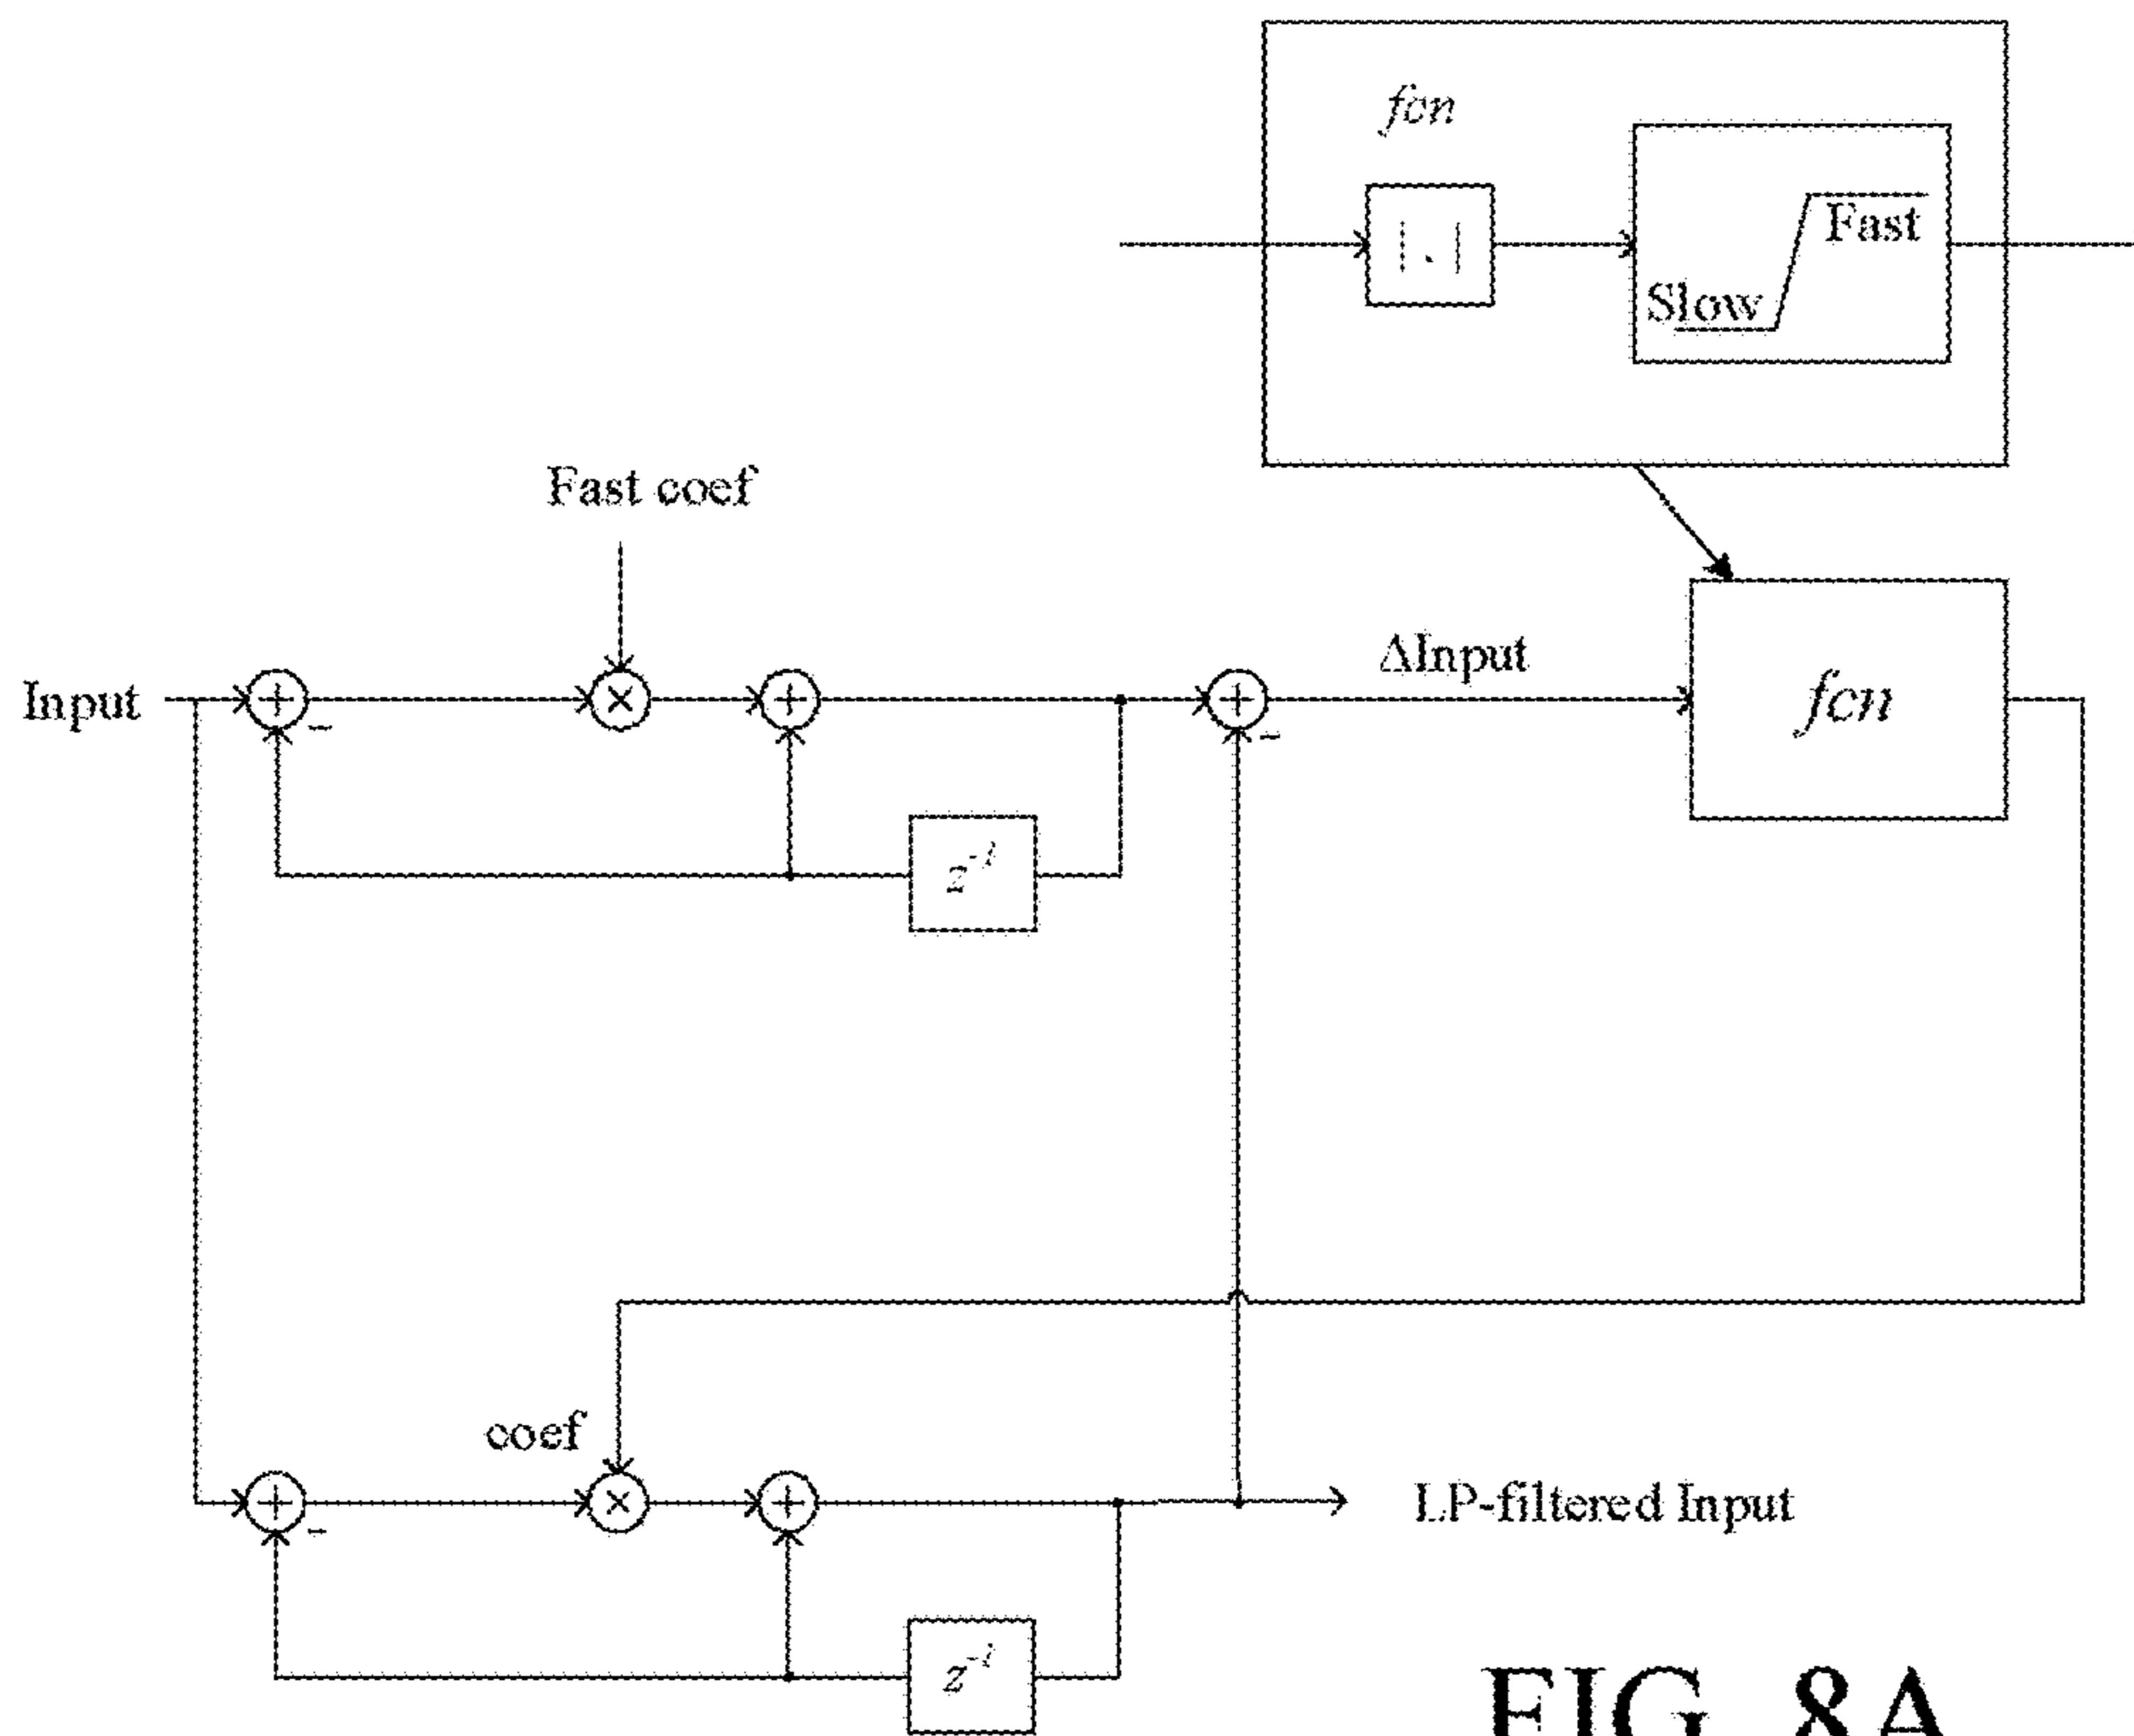 fcn
|.|
Fast
Slow
Fast coef
Input
+
-
×
+
+
-
ΔInput
fcn
z⁻¹
coef
+
-
×
+
LP-filtered Input
z⁻¹
FIG. 8A